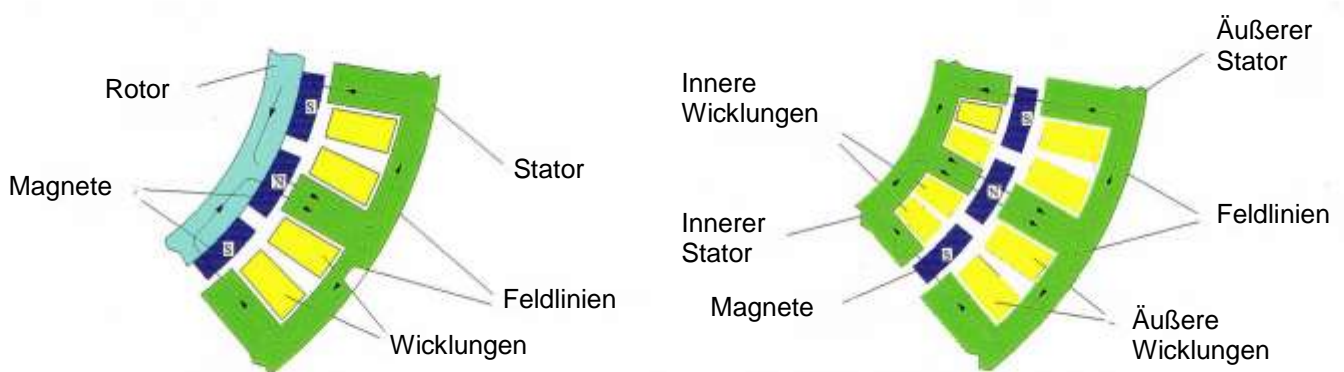 Rotor
Magnete
Stator
Feldlinien
Wicklungen
S
N
S
Äußerer
Stator
Innere
Wicklungen
Innerer
Stator
Magnete
Feldlinien
Äußere
Wicklungen
S
N
S